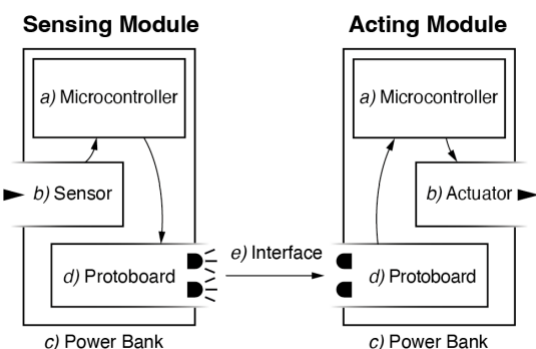 Sensing Module
a) Microcontroller
b) Sensor
d) Protoboard
c) Power Bank
e) Interface
Acting Module
a) Microcontroller
b) Actuator
d) Protoboard
c) Power Bank